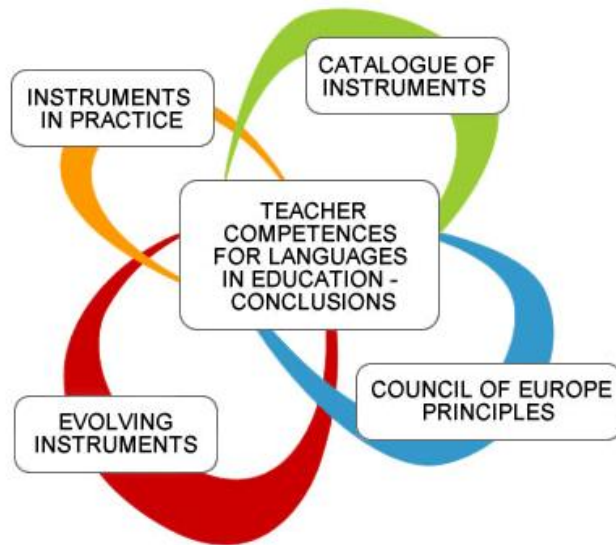 CATALOGUE OF
INSTRUMENTS
INSTRUMENTS
IN PRACTICE
TEACHER
COMPETENCES
FOR LANGUAGES
IN EDUCATION -
CONCLUSIONS
COUNCIL OF EUROPE
PRINCIPLES
EVOLVING
INSTRUMENTS